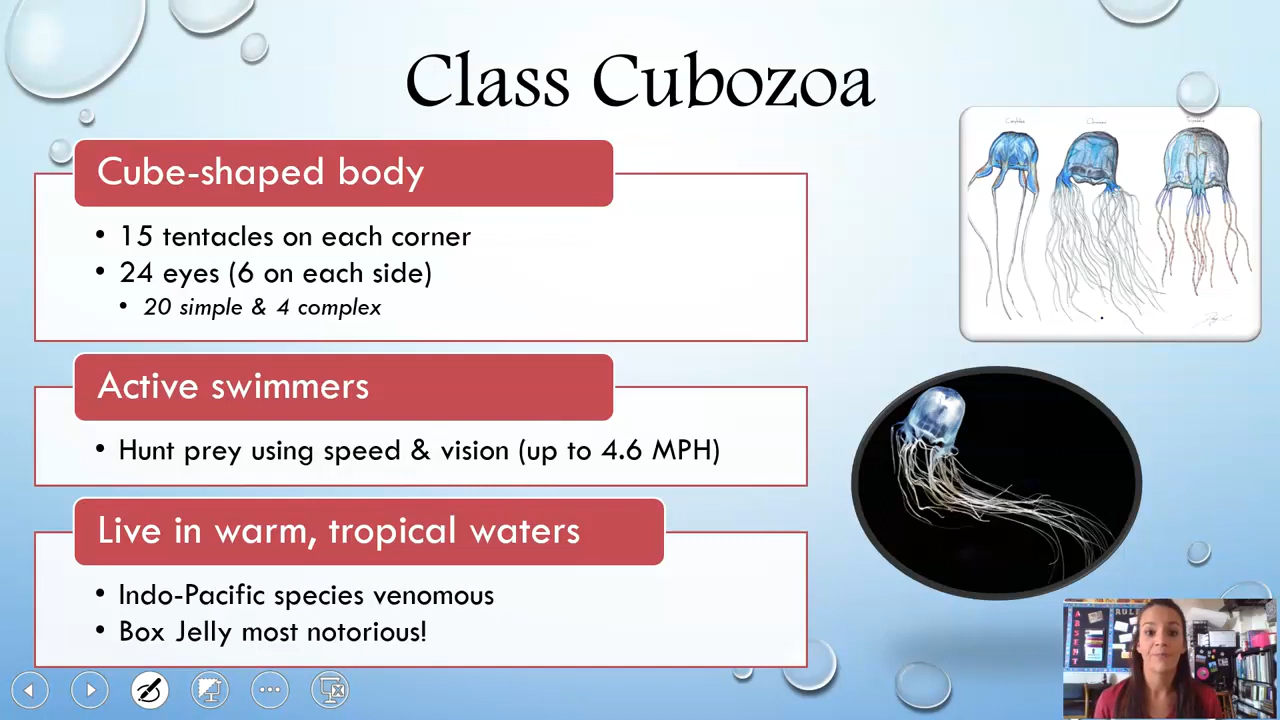 Class Cubozoa
Cube-shaped body
• 15 tentacles on each corner
• 24 eyes (6 on each side)
• 20 simple & 4 complex
Active swimmers
• Hunt prey using speed & vision (up to 4.6 MPH)
Live in warm, tropical waters
• Indo-Pacific species venomous
• Box Jelly most notorious!
ABSENT